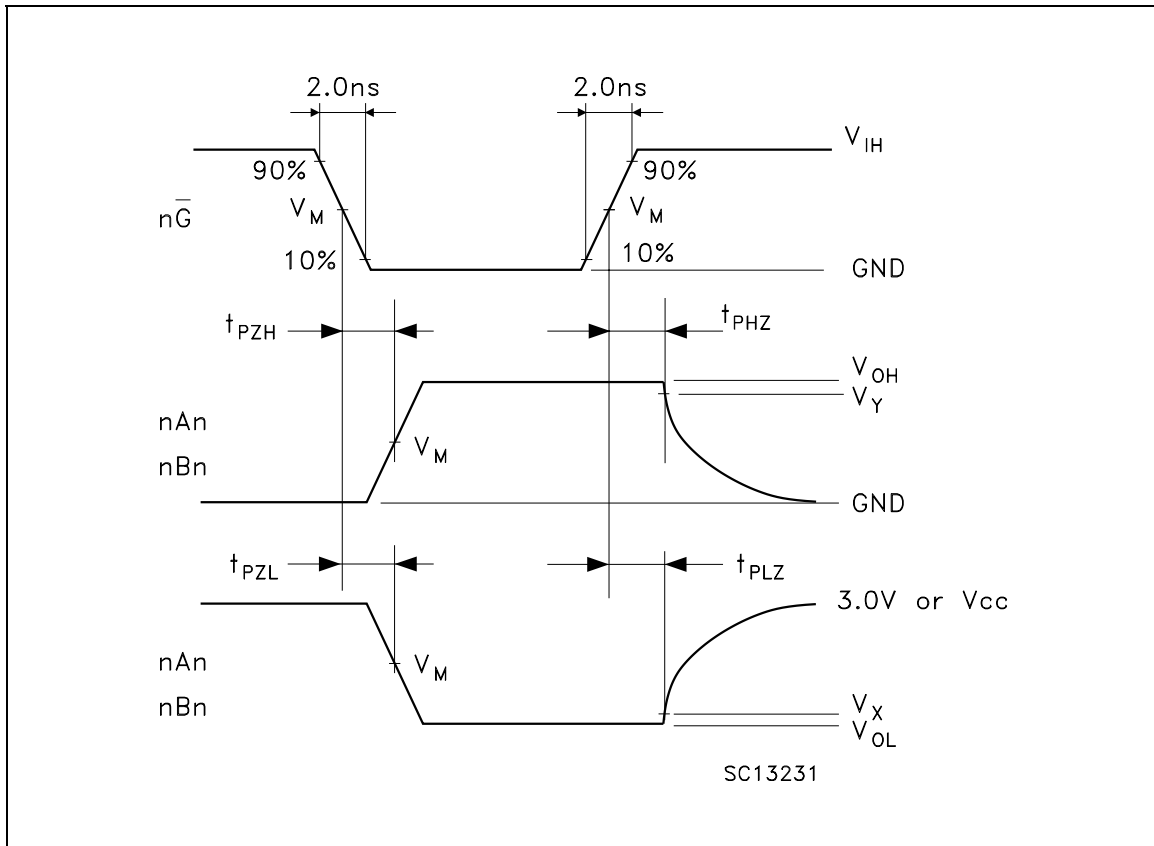 2.0ns 2.0ns
V_IH
90% 90%
nG̅ V_M V_M
10% 10%
GND
t_PZH t_PHZ
V_OH
V_Y
nAn
V_M
nBn
GND
t_PZL t_PLZ
3.0V or Vcc
nAn V_M
nBn
V_X
V_OL
SC13231